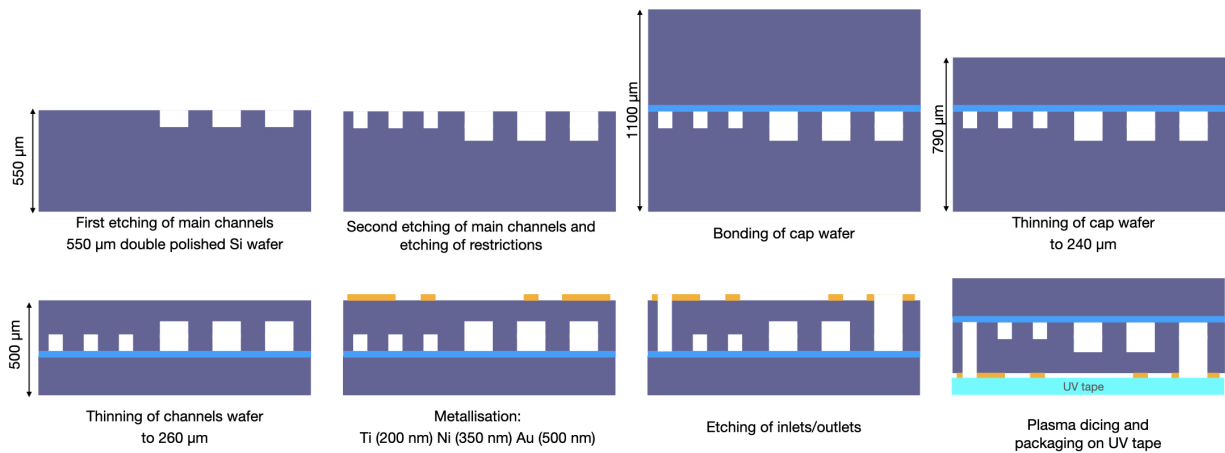 550 µm
First etching of main channels
550 µm double polished Si wafer
Second etching of main channels and
etching of restrictions
1100 µm
Bonding of cap wafer
790 µm
Thinning of cap wafer
to 240 µm
500 µm
Thinning of channels wafer
to 260 µm
Metallisation:
Ti (200 nm) Ni (350 nm) Au (500 nm)
Etching of inlets/outlets
UV tape
Plasma dicing and
packaging on UV tape